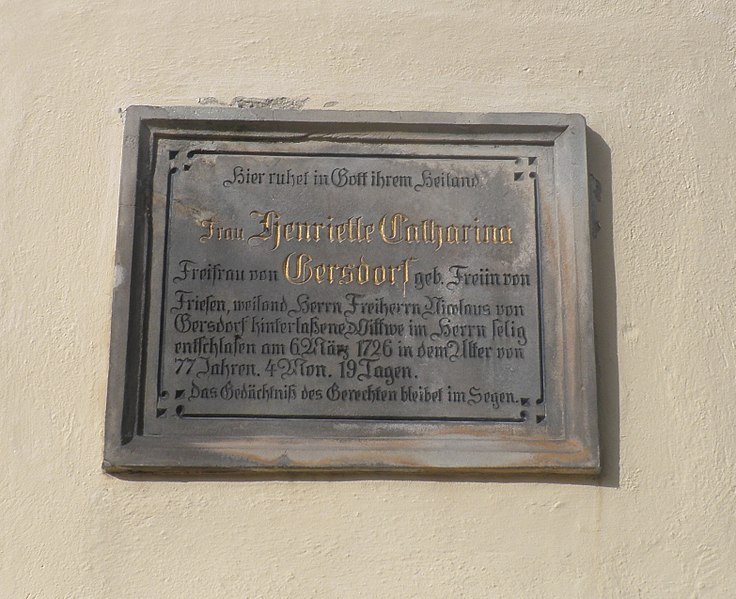 Hier ruhet in Gott ihrem Heiland
Frau Henriette Catharina
Freifrau von Gersdorf geb. Freiin von
Friesen, weiland Herrn Freiherrn Nicolaus von
Gersdorf hinterlaßene Wittwe im Herrn selig
entschlafen am 6. März 1726 in dem Alter von
77 Jahren, 4 Mon. 19 Tagen.
Das Gedächtniß des Gerechten bleibet im Segen.